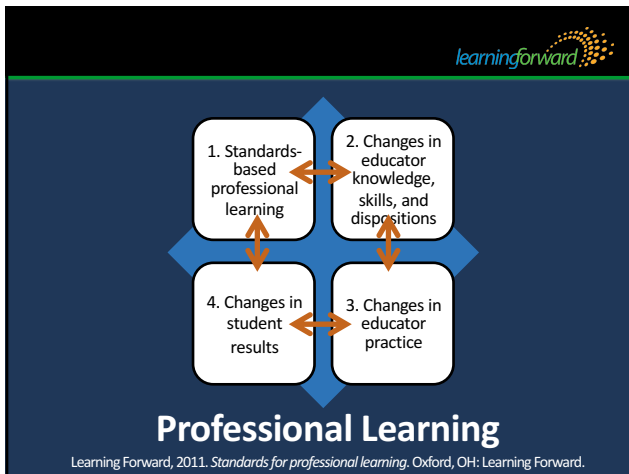 learningforward
1. Standards-
based
professional
learning
2. Changes in
educator
knowledge,
skills, and
dispositions
4. Changes in
student
results
3. Changes in
educator
practice
Professional Learning
Learning Forward, 2011. Standards for professional learning. Oxford, OH: Learning Forward.